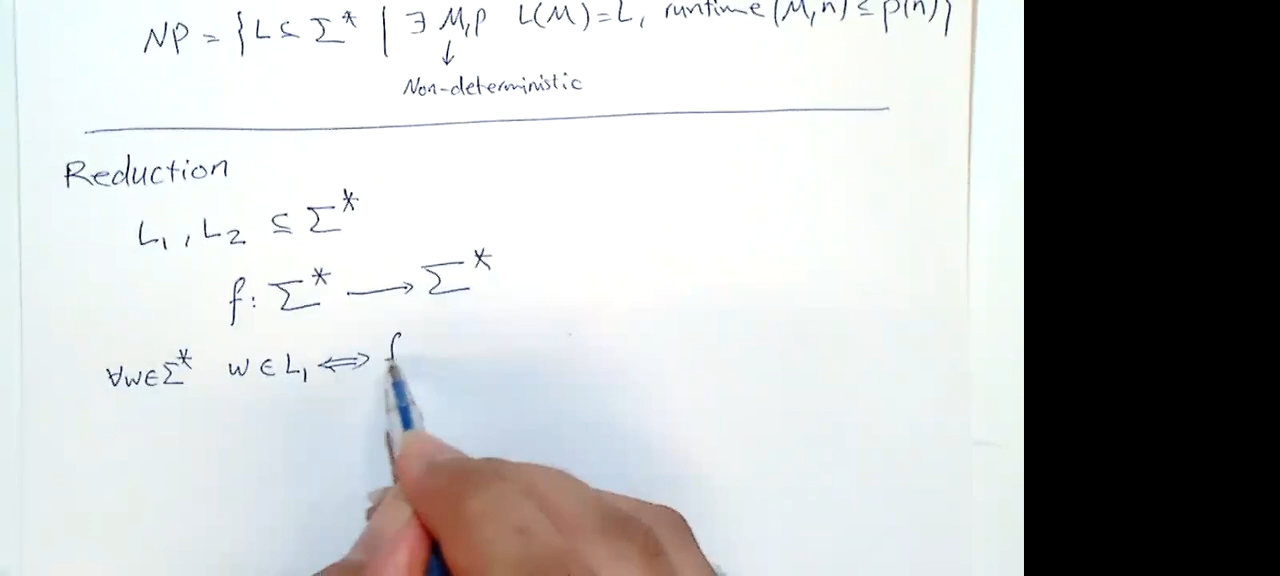 NP = {L ⊆ Σ* | ∃ M,p L(M)=L, runtime(M,n) ≤ p(n)}
↓
Non-deterministic
Reduction
L₁, L₂ ⊆ Σ*
f: Σ* → Σ*
∀w∈Σ* w ∈ L₁ ⟺ f